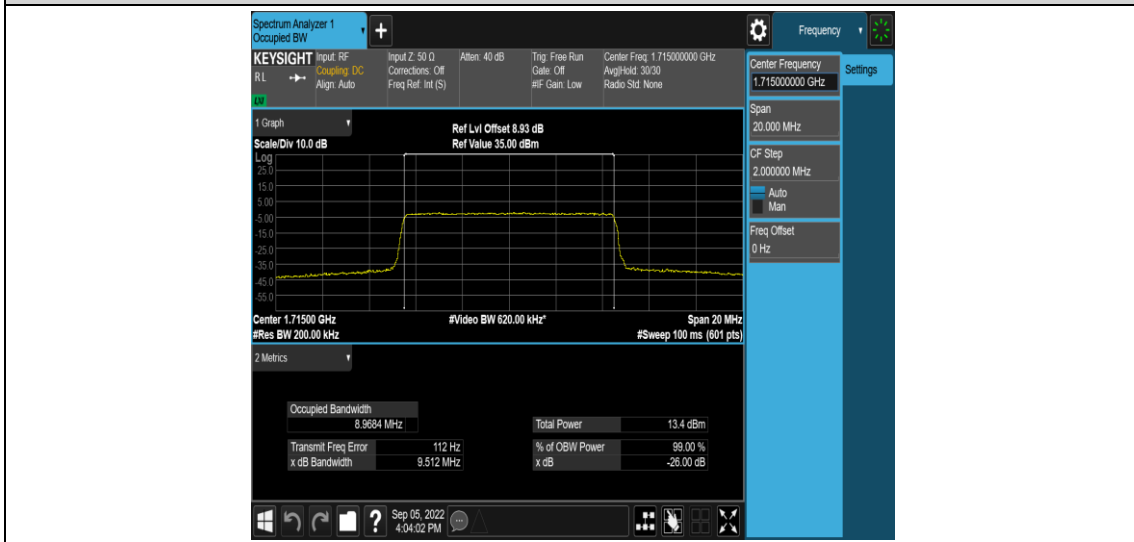 Spectrum Analyzer 1
Occupied BW
+
Frequency
KEYSIGHT
RL
LXI
Input: RF
Coupling: DC
Align: Auto
Input Z: 50 Ω
Corrections: Off
Freq Ref: Int (S)
Atten: 40 dB
Trig: Free Run
Gate: Off
#IF Gain: Low
Center Freq: 1.715000000 GHz
Avg|Hold: 30/30
Radio Std: None
Center Frequency
1.715000000 GHz
Settings
Span
20.000 MHz
CF Step
2.000000 MHz
Auto
Man
Freq Offset
0 Hz
1 Graph
Scale/Div 10.0 dB
Ref Lvl Offset 8.93 dB
Ref Value 35.00 dBm
Log
25.0
15.0
5.00
-5.00
-15.0
-25.0
-35.0
-45.0
-55.0
Center 1.71500 GHz
#Video BW 620.00 kHz*
Span 20 MHz
#Res BW 200.00 kHz
#Sweep 100 ms (601 pts)
2 Metrics
Occupied Bandwidth
8.9684 MHz
Total Power 13.4 dBm
Transmit Freq Error 112 Hz
% of OBW Power 99.00 %
x dB Bandwidth 9.512 MHz
x dB -26.00 dB
?
Sep 05, 2022
4:04:02 PM